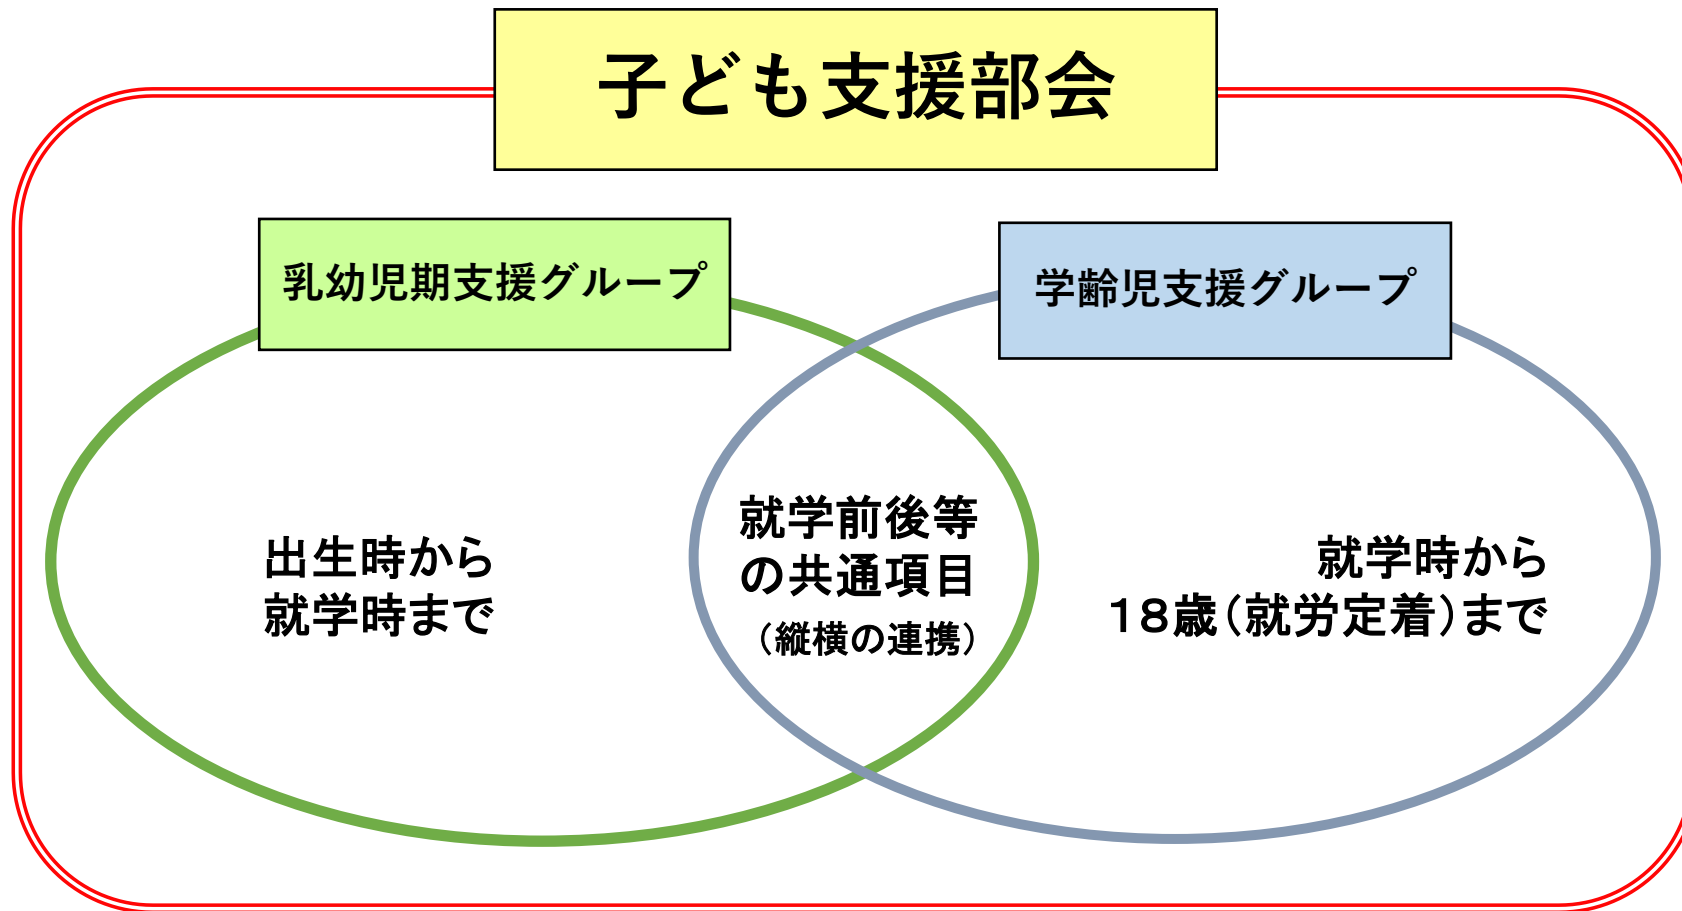 子ども支援部会
乳幼児期支援グループ
学齢児支援グループ
出生時から
就学時まで
就学前後等
の共通項目
（縦横の連携）
就学時から
18歳（就労定着）まで